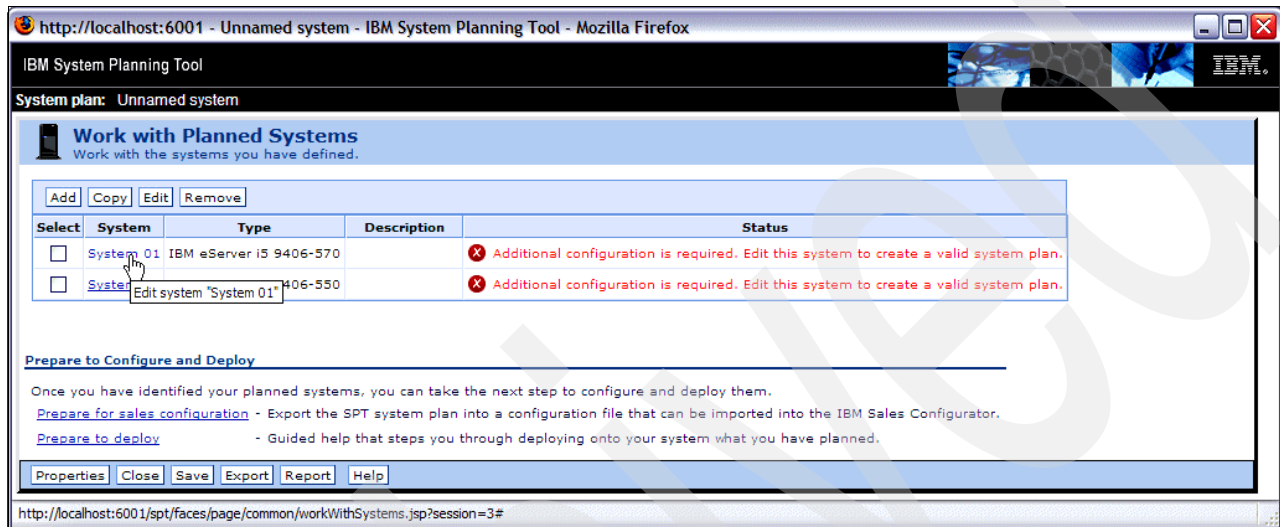 http://localhost:6001 - Unnamed system - IBM System Planning Tool - Mozilla Firefox
IBM System Planning Tool
IBM.
System plan: Unnamed system
Work with Planned Systems
Work with the systems you have defined.
Add Copy Edit Remove
Select System Type Description Status
System 01 IBM eServer i5 9406-570 Additional configuration is required. Edit this system to create a valid system plan.
System 406-550 Additional configuration is required. Edit this system to create a valid system plan.
Edit system "System 01"
Prepare to Configure and Deploy
Once you have identified your planned systems, you can take the next step to configure and deploy them.
Prepare for sales configuration - Export the SPT system plan into a configuration file that can be imported into the IBM Sales Configurator.
Prepare to deploy - Guided help that steps you through deploying onto your system what you have planned.
Properties Close Save Export Report Help
http://localhost:6001/spt/faces/page/common/workWithSystems.jsp?session=3#